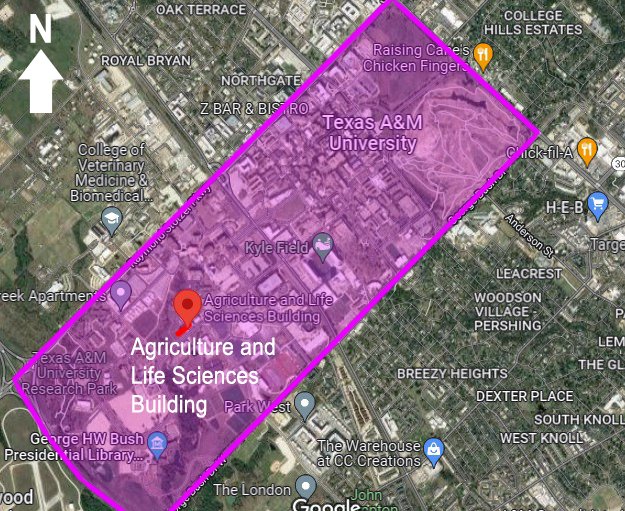 OAK TERRACE
COLLEGE
HILLS ESTATES
N
ROYAL BRYAN
Raising Cane's
Chicken Fingers
NORTHGATE
Z BAR & BISTRO
Texas A&M
University
College of
Veterinary
Medicine &
Biomedical...
Chick-fil-A
30
H-E-B
Anderson St
Targe
Kyle Field
LEACREST
reek Apartments
Agriculture and Life
Sciences Building
WOODSON
VILLAGE -
PERSHING
Agriculture and
Life Sciences
Building
Texas A&M
University
Research Park
LEM
THE GL
BREEZY HEIGHTS
DEXTER PLACE
Park West
SOUTH KNOLL
WEST KNOLL
George HW Bush
Presidential Library...
The Warehouse
at CC Creations
wood
The London
John
Google